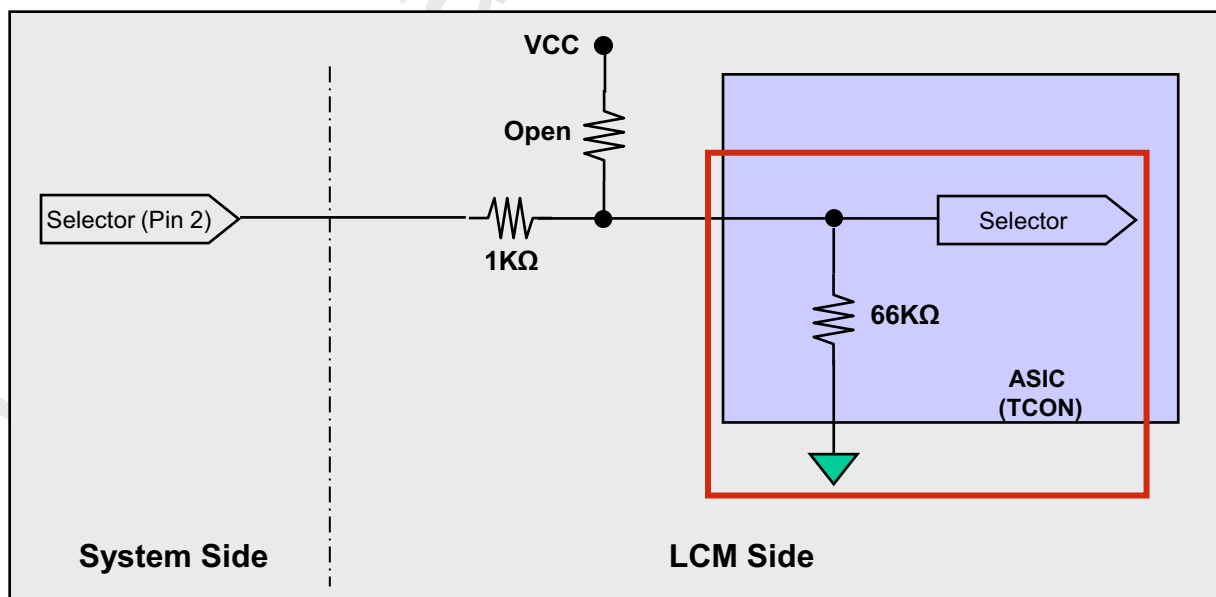 VCC
Open
Selector (Pin 2)
1KΩ
Selector
66KΩ
ASIC
(TCON)
System Side
LCM Side